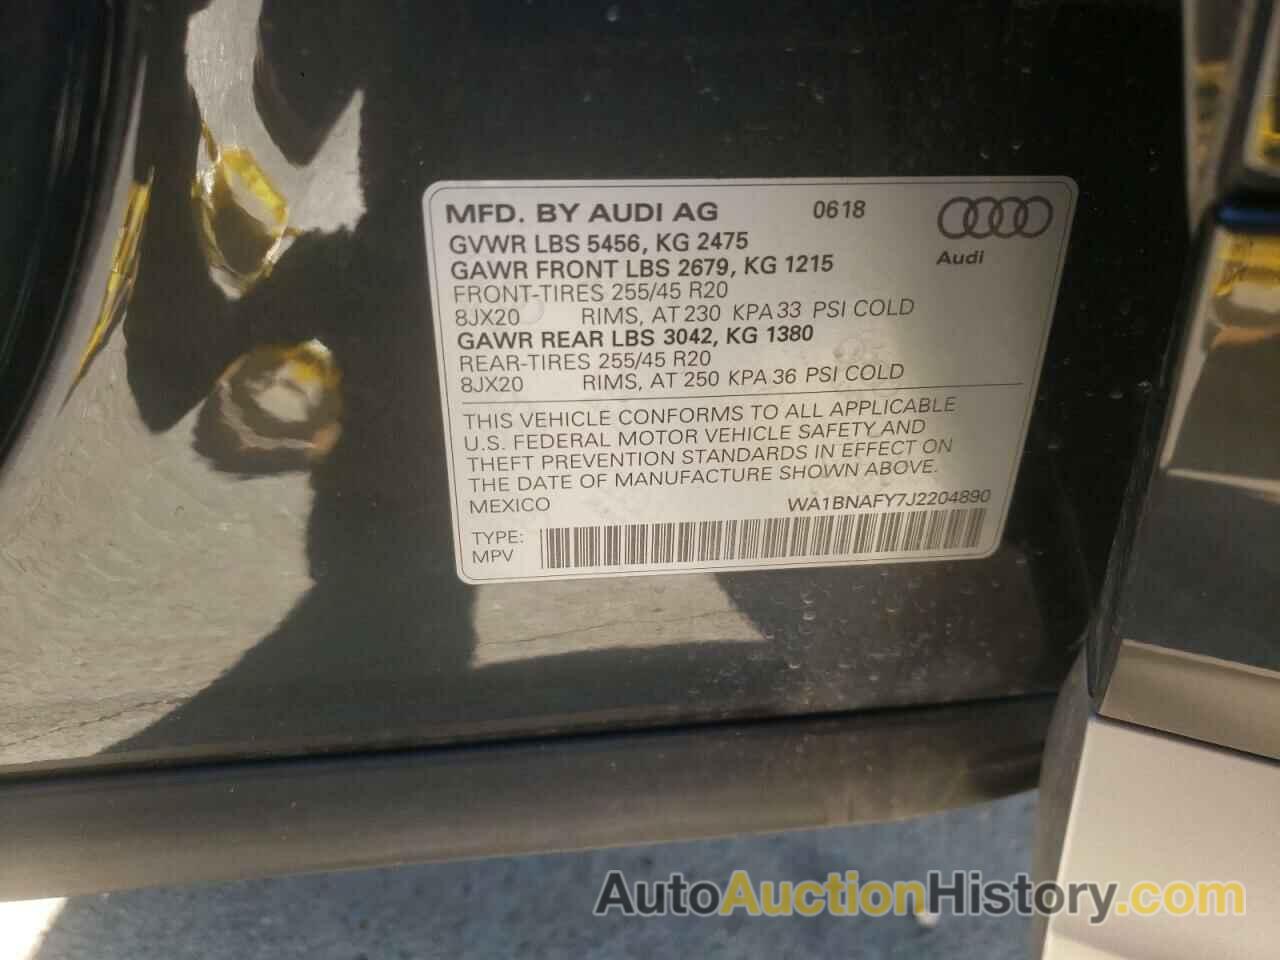 MFD. BY AUDI AG 0618
Audi
GVWR LBS 5456, KG 2475
GAWR FRONT LBS 2679, KG 1215
FRONT-TIRES 255/45 R20
8JX20 RIMS, AT 230 KPA 33 PSI COLD
GAWR REAR LBS 3042, KG 1380
REAR-TIRES 255/45 R20
8JX20 RIMS, AT 250 KPA 36 PSI COLD
THIS VEHICLE CONFORMS TO ALL APPLICABLE
U.S. FEDERAL MOTOR VEHICLE SAFETY AND
THEFT PREVENTION STANDARDS IN EFFECT ON
THE DATE OF MANUFACTURE SHOWN ABOVE.
MEXICO WA1BNAFY7J2204890
TYPE:
MPV
AutoAuctionHistory.com